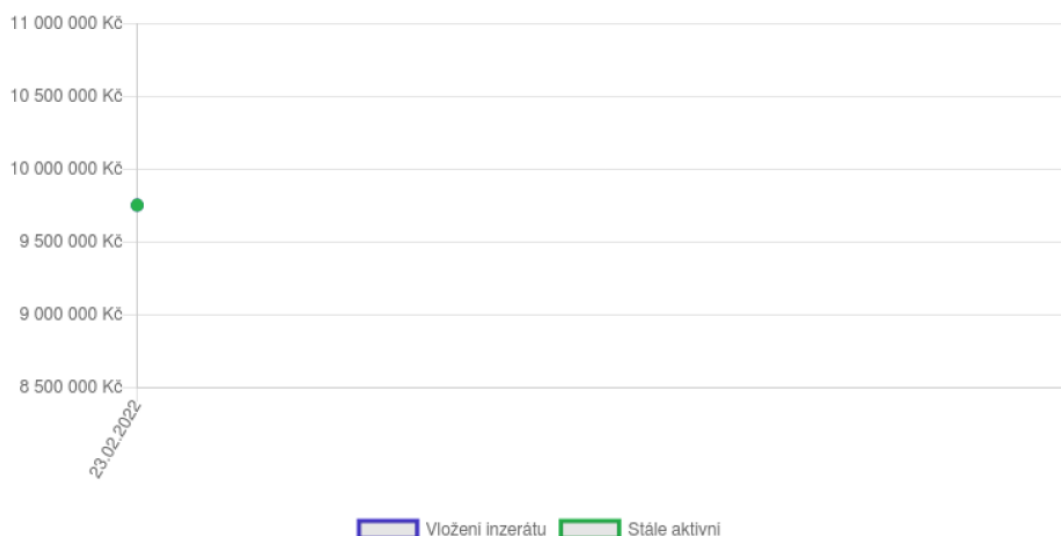 11 000 000 Kč
10 500 000 Kč
10 000 000 Kč
9 500 000 Kč
9 000 000 Kč
8 500 000 Kč
23.02.2022
Vložení inzerátu Stále aktivní